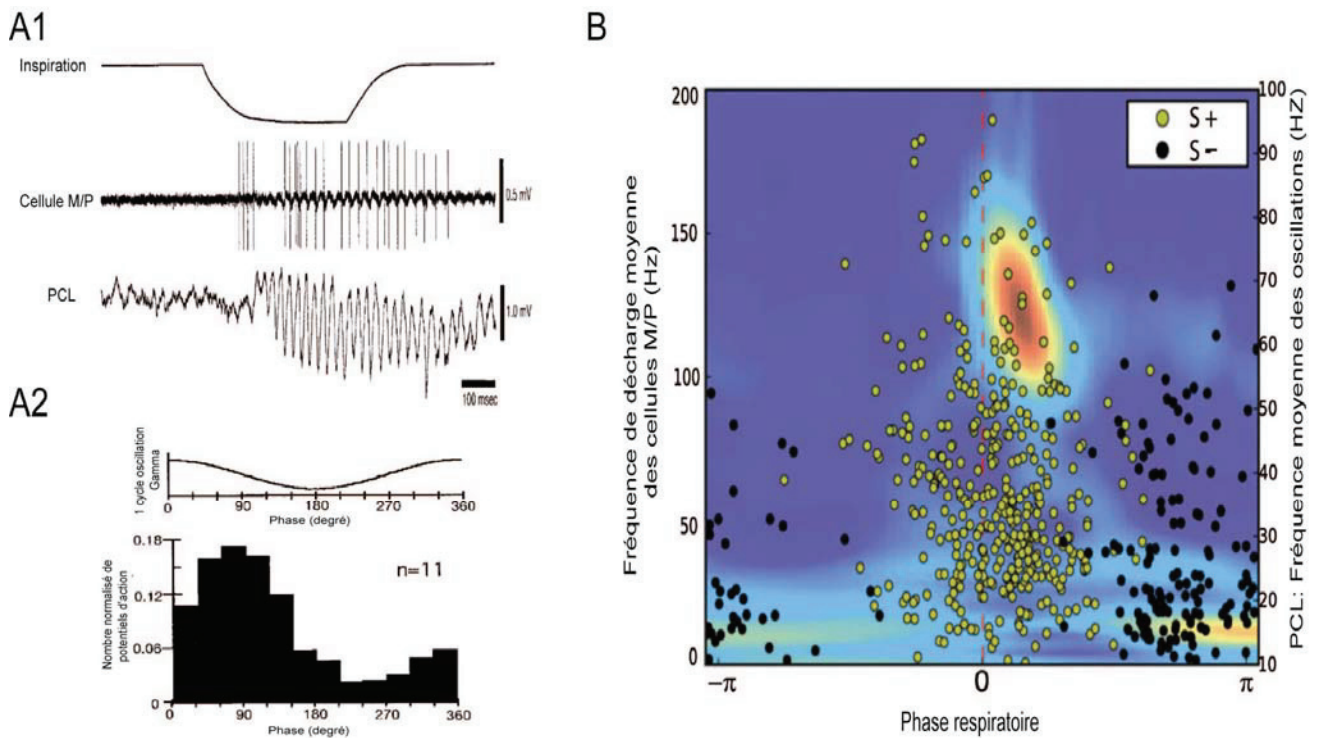 A1
Inspiration
Cellule M/P
0.5 mV
PCL
1.0 mV
100 msec
A2
1 cycle oscillation
Gamma
0 90 180 270 360
Phase (degré)
Nombre normalisé de
potentiels d'action
0.18
0.12
0.06
0
n=11
0 90 180 270 360
Phase (degré)
B
Fréquence de décharge moyenne
des cellules M/P (Hz)
200
150
100
50
0
S +
S -
100
90
80
70
60
50
40
30
20
10
PCL: Fréquence moyenne des oscillations (HZ)
-π 0 π
Phase respiratoire